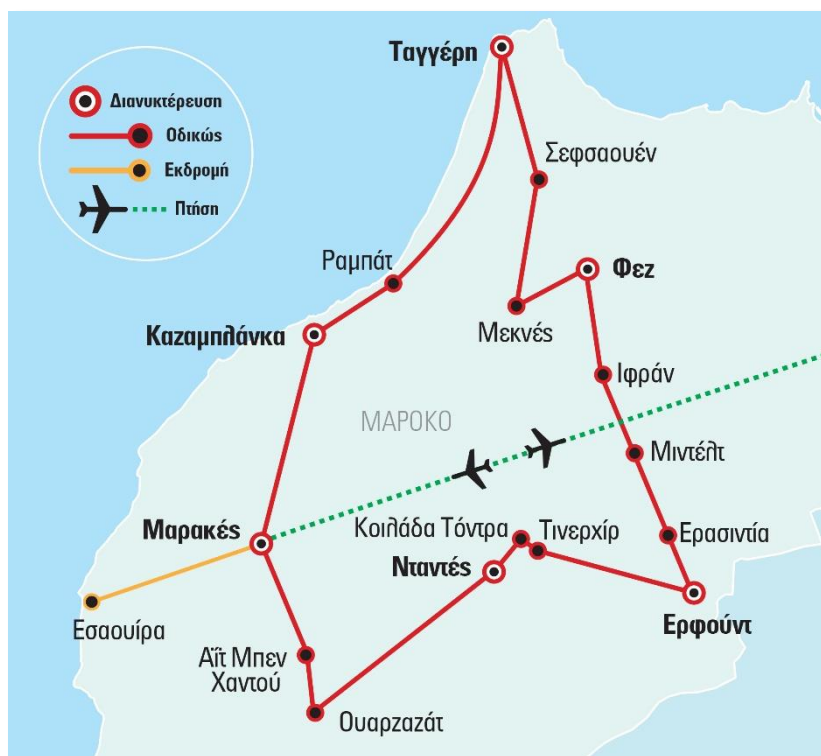 Ταγγέρη
Διανυκτέρευση
Οδικώς
Εκδρομή
Πτήση
Σεφσαουέν
Ραμπάτ
Φεζ
Καζαμπλάνκα
Μεκνές
Ιφράν
ΜΑΡΟΚΟ
Μιντέλτ
Μαρακές
Κοιλάδα Τόντρα
Τινερχίρ
Ερασιντία
Νταντές
Εσαουίρα
Ερφούντ
Αΐτ Μπεν
Χαντού
Ουαρζαζάτ